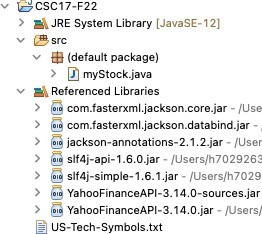 CSC17-F22
JRE System Library [JavaSE-12]
src
(default package)
myStock.java
Referenced Libraries
com.fasterxml.jackson.core.jar - /Use
com.fasterxml.jackson.databind.jar -
jackson-annotations-2.1.2.jar - /Users
slf4j-api-1.6.0.jar - /Users/h7029263
slf4j-simple-1.6.1.jar - /Users/h70292
YahooFinanceAPI-3.14.0-sources.jar
YahooFinanceAPI-3.14.0.jar - /Users/
US-Tech-Symbols.txt